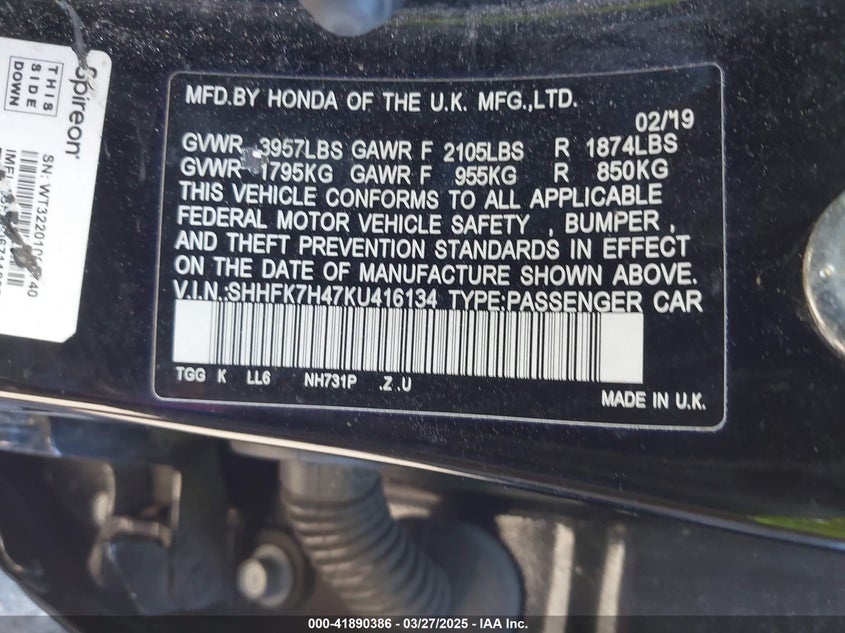 MFD.BY HONDA OF THE U.K. MFG.,LTD.
02/'19
GVWR 3957LBS GAWR F 2105LBS R 1874LBS
GVWR 1795KG GAWR F 955KG R 850KG
THIS VEHICLE CONFORMS TO ALL APPLICABLE
FEDERAL MOTOR VEHICLE SAFETY , BUMPER ,
AND THEFT PREVENTION STANDARDS IN EFFECT
ON THE DATE OF MANUFACTURE SHOWN ABOVE.
V.I.N.:SHHFK7H47KU416134 TYPE:PASSENGER CAR
TGG K LL6 NH731P .Z .U
MADE IN U.K.
Spireon
THIS
SIDE
DOWN
000-41890386 — 03/27/2025 — IAA Inc.